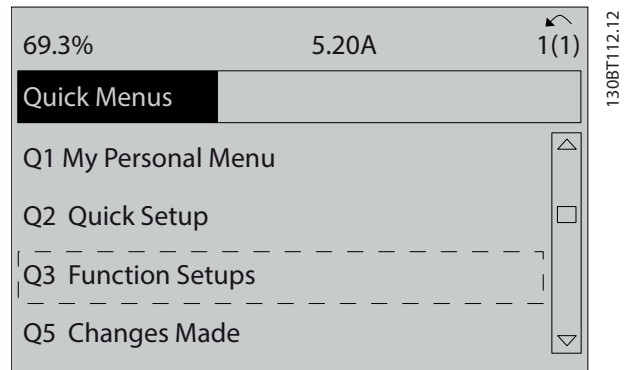 69.3% 5.20A 1(1)
Quick Menus
Q1 My Personal Menu
Q2 Quick Setup
Q3 Function Setups
Q5 Changes Made
130BT112.12